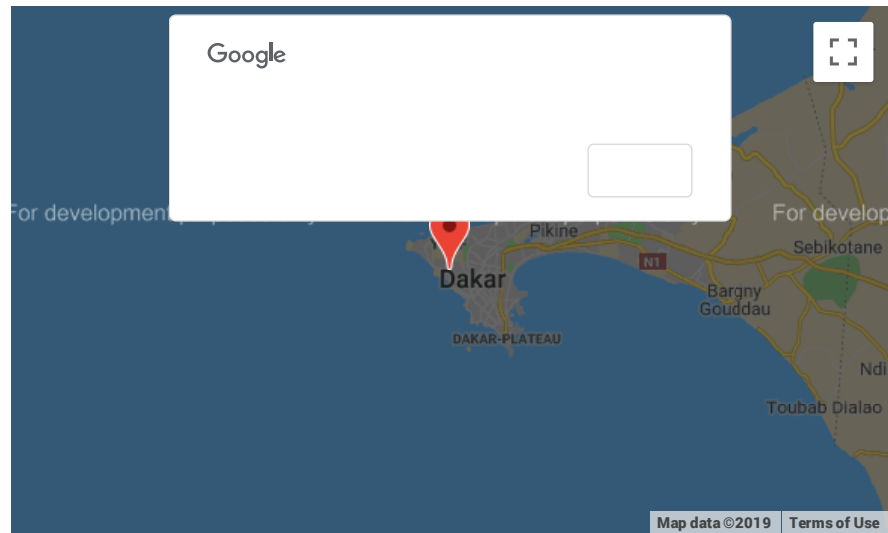 Google
For development
For develop
Pikine
Sebikotane
N1
Dakar
Bargny
Gouddau
DAKAR-PLATEAU
Ndi
Toubab Dialao
Map data ©2019
Terms of Use